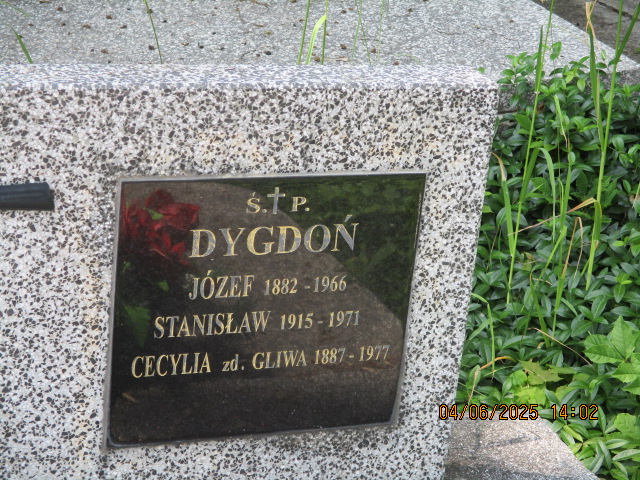 Ś.✝P.
DYGDOŃ
JÓZEF 1882 - 1966
STANISŁAW 1915 - 1971
CECYLIA zd. GLIWA 1887 - 1977
04/06/2025 14:02